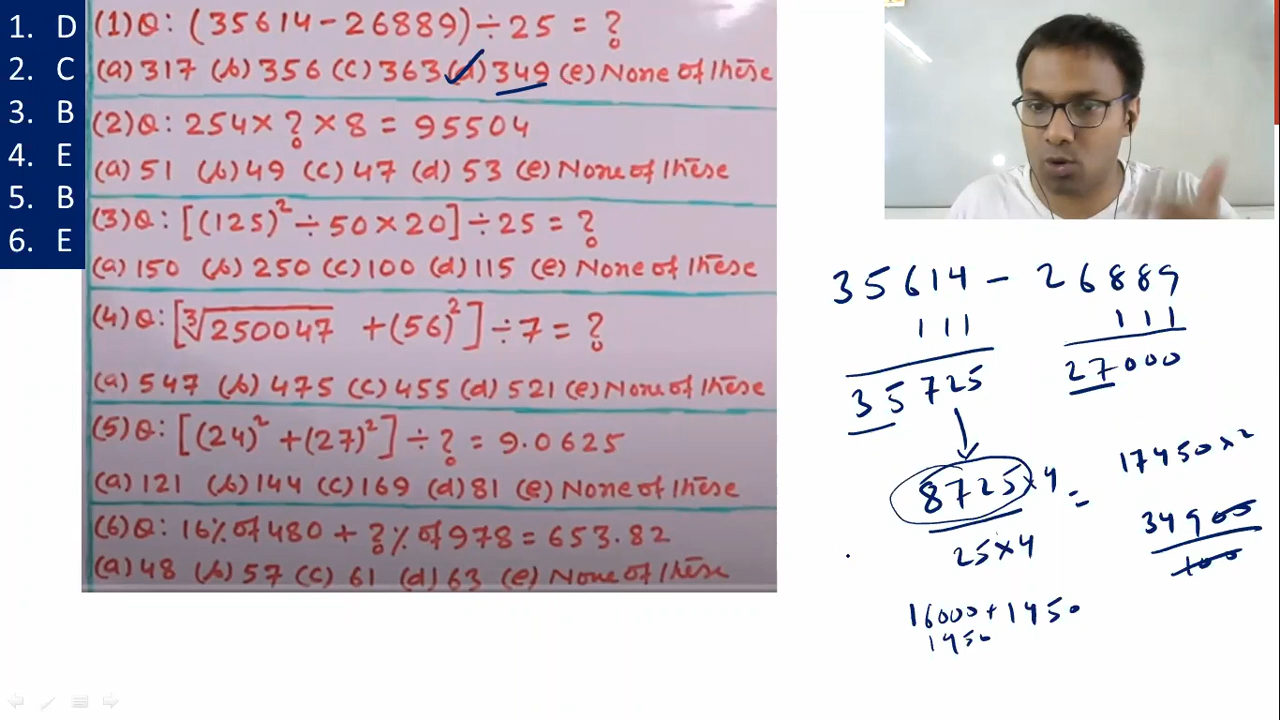 1. D
2. C
3. B
4. E
5. B
6. E
(1)Q: (35614-26889)÷25 = ?
(a)317 (b)356 (c)363 (d)349 (e)None of these
(2)Q: 254×?×8 = 95504
(a)51 (b)49 (c)47 (d)53 (e)None of these
(3)Q: [(125)²÷50×20]÷25=?
(a)150 (b)250 (c)100 (d)115 (e) None of these
(4)Q: [∛250047 +(56)²]÷7=?
(a)547 (b)475 (c)455 (d)521 (e)None of these
(5)Q: [(24)²+(27)²]÷?=9.0625
(a)121 (b)144 (c)169 (d)81 (e) None of these
(6)Q: 16% of 480 + ?% of 978=653.82
(a)48 (b)57 (c) 61 (d)63 (e) None of these
35614 - 26889
111 111
35725 27000
8725×4 = 17450×2
25×4
34900
100
16000+1450
1450